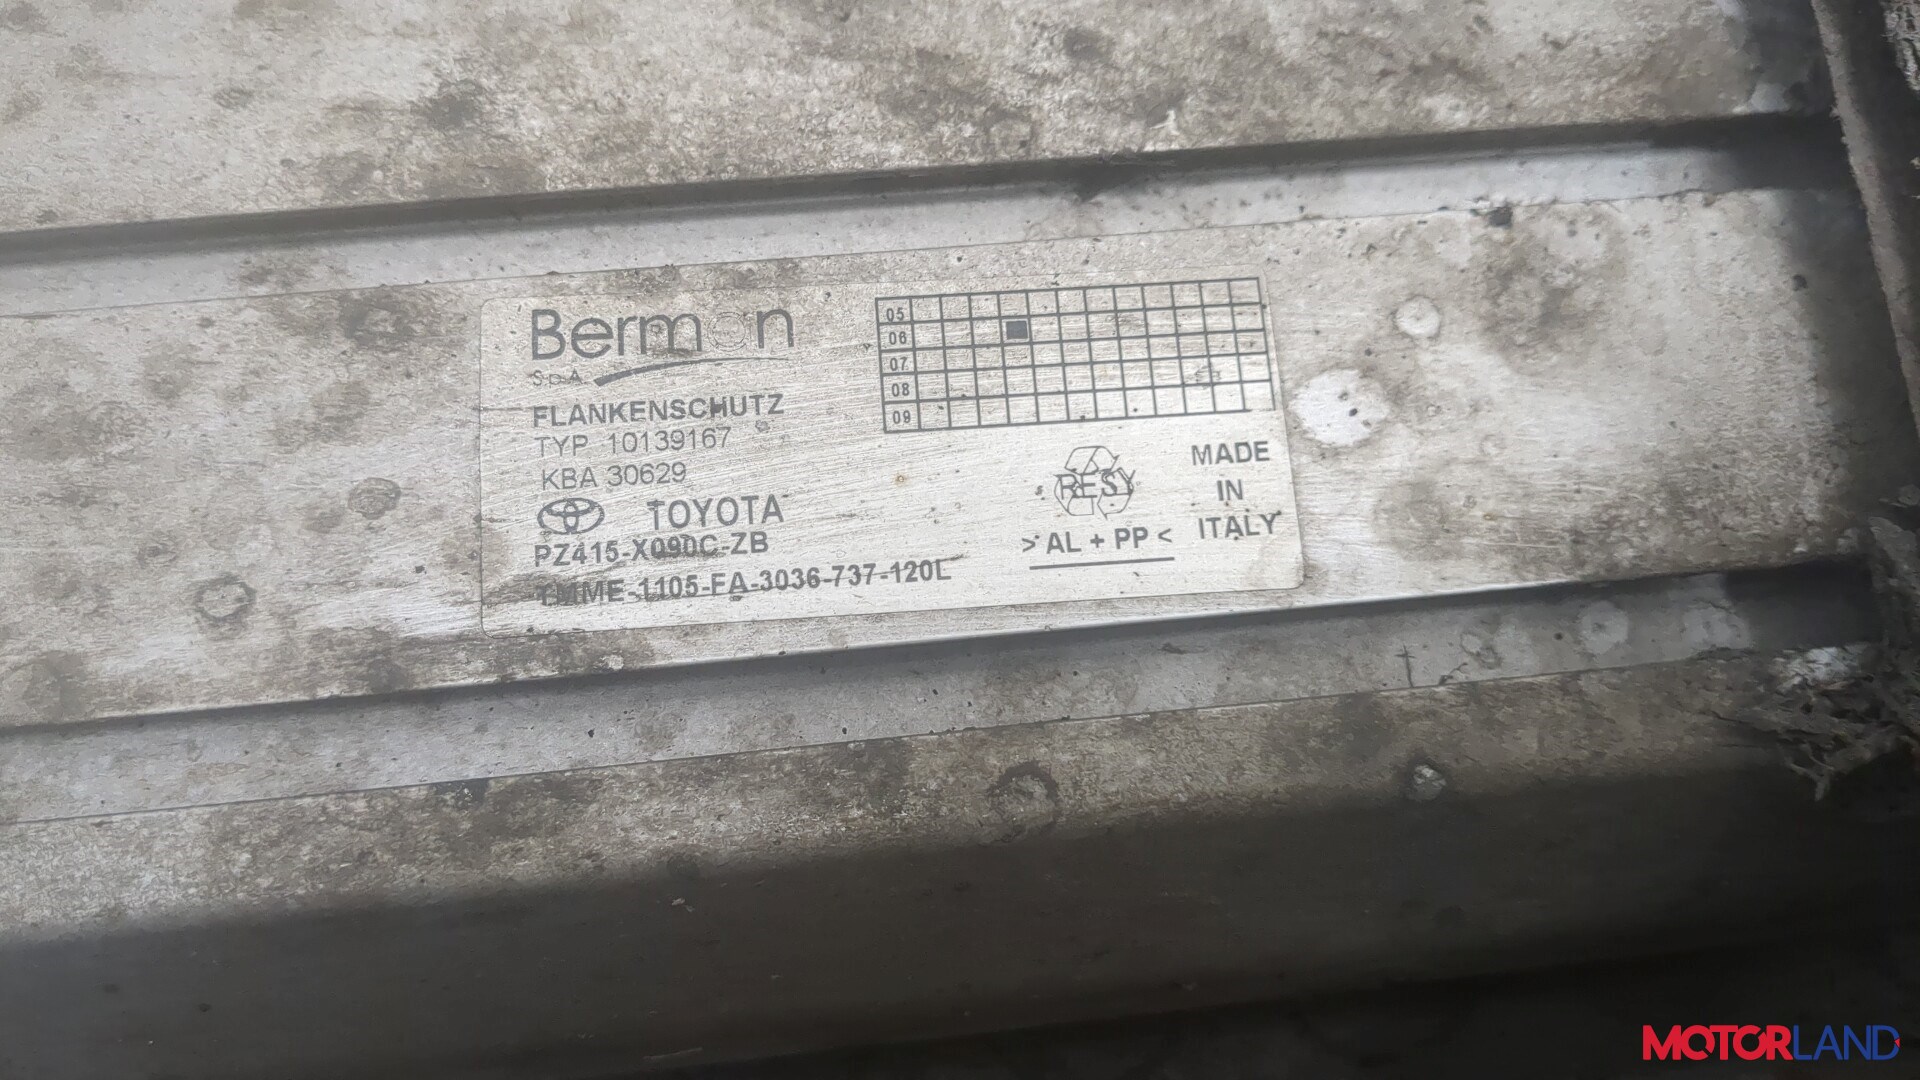 Berman
S.p.A.
FLANKENSCHUTZ
TYP 10139167
KBA 30629
TOYOTA
PZ415-X090C-ZB
TMME-1105-FA-3036-737-120L
05
06
07
08
09
RESY
> AL + PP <
MADE
IN
ITALY
MOTORLAND